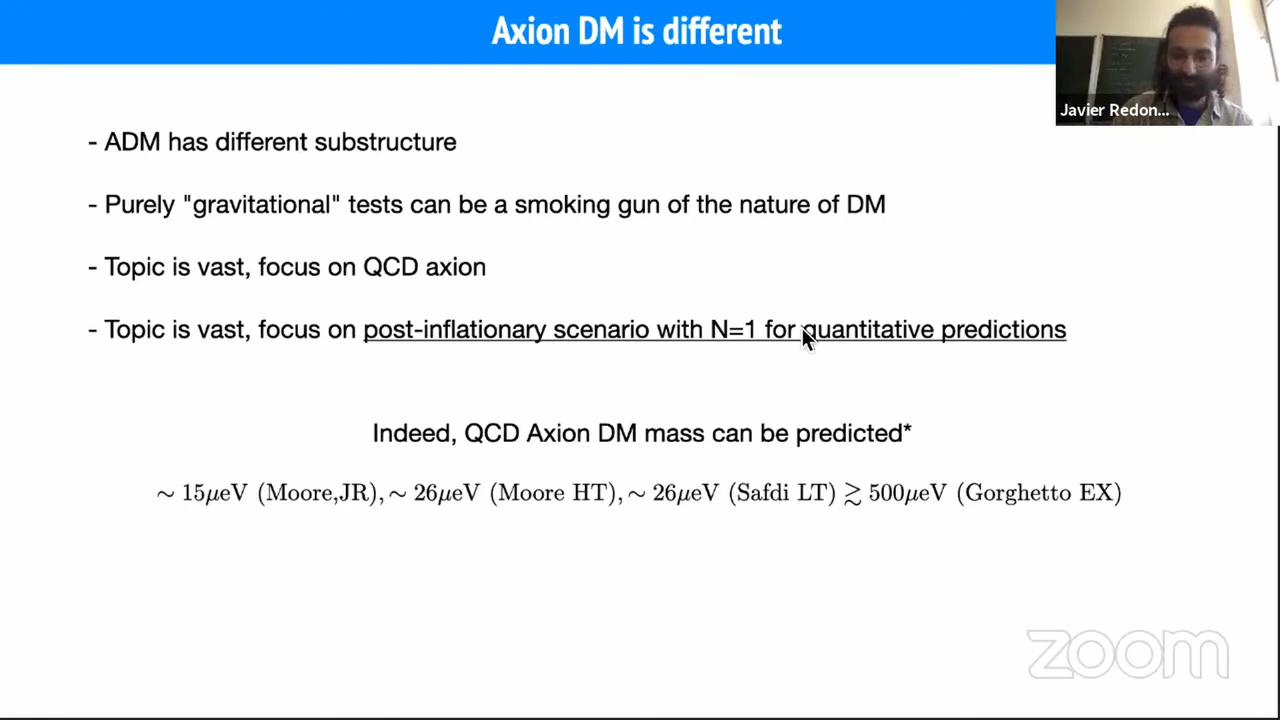 Axion DM is different
Javier Redon...
- ADM has different substructure
- Purely "gravitational" tests can be a smoking gun of the nature of DM
- Topic is vast, focus on QCD axion
- Topic is vast, focus on post-inflationary scenario with N=1 for quantitative predictions
Indeed, QCD Axion DM mass can be predicted*
∼ 15μeV (Moore,JR), ∼ 26μeV (Moore HT), ∼ 26μeV (Safdi LT) ≳ 500μeV (Gorghetto EX)
zoom